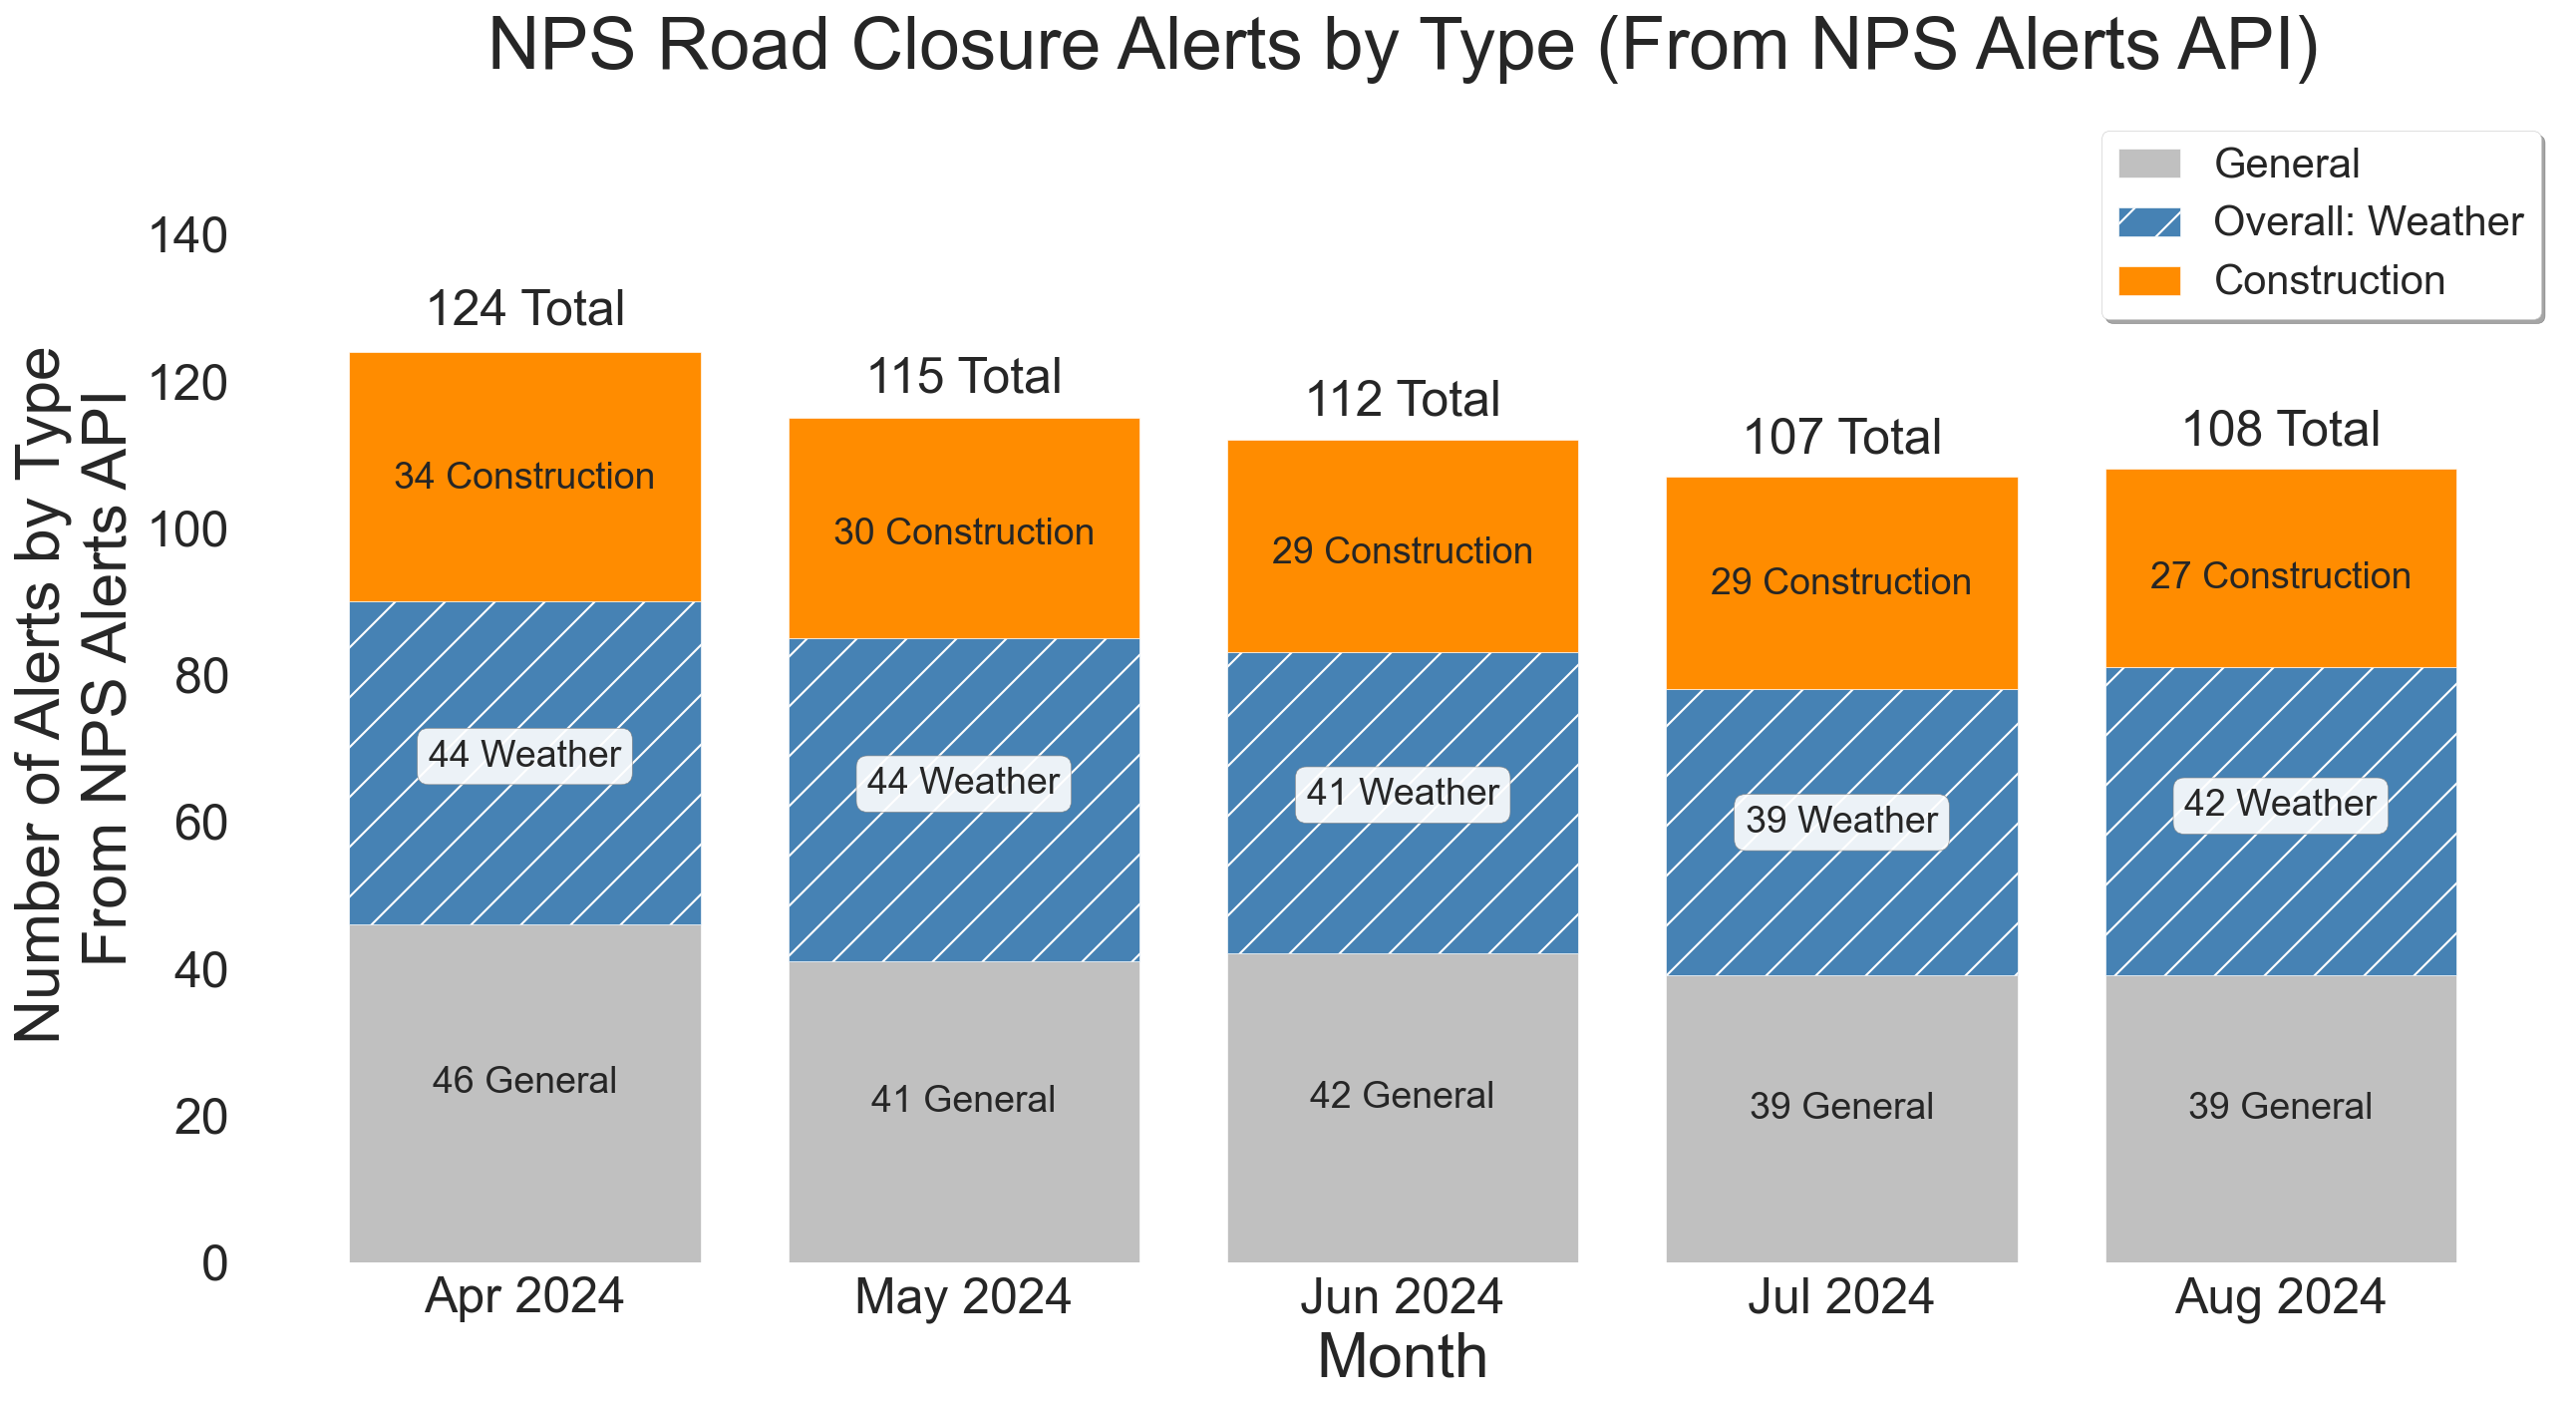 NPS Road Closure Alerts by Type (From NPS Alerts API)
General
Overall: Weather
Construction
Number of Alerts by Type
From NPS Alerts API
140
120
100
80
60
40
20
0
124 Total
34 Construction
44 Weather
46 General
115 Total
30 Construction
44 Weather
41 General
112 Total
29 Construction
41 Weather
42 General
107 Total
29 Construction
39 Weather
39 General
108 Total
27 Construction
42 Weather
39 General
Apr 2024
May 2024
Jun 2024
Jul 2024
Aug 2024
Month